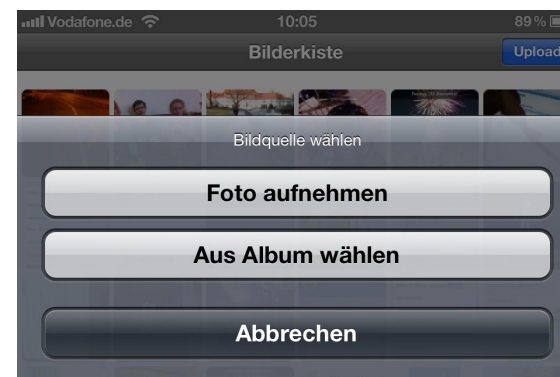 Vodafone.de 10:05 89 %
Bilderkiste Upload
Bildquelle wählen
Foto aufnehmen
Aus Album wählen
Abbrechen